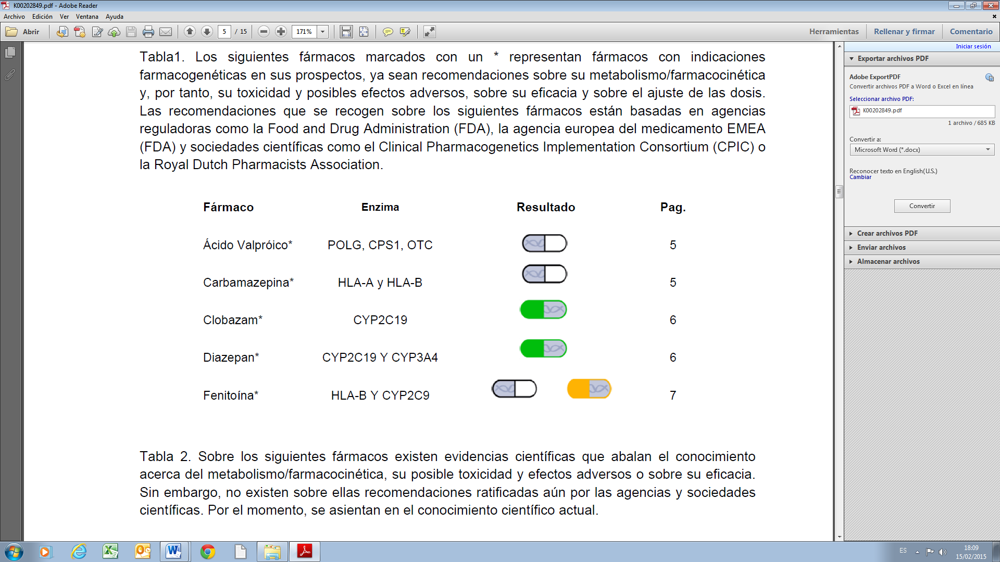 K00202849.pdf - Adobe Reader
Archivo Edición Ver Ventana Ayuda
Abrir 5 / 15 171% Herramientas Rellenar y firmar Comentario
Iniciar sesión
Exportar archivos PDF
Adobe ExportPDF
Convertir archivos PDF a Word o Excel en línea
Seleccionar archivo PDF:
K00202849.pdf
1 archivo / 685 KB
Convertir a:
Microsoft Word (*.docx)
Reconocer texto en English(U.S.)
Cambiar
Convertir
Crear archivos PDF
Enviar archivos
Almacenar archivos
Tabla1. Los siguientes fármacos marcados con un * representan fármacos con indicaciones
farmacogenéticas en sus prospectos, ya sean recomendaciones sobre su metabolismo/farmacocinética
y, por tanto, su toxicidad y posibles efectos adversos, sobre su eficacia y sobre el ajuste de las dosis.
Las recomendaciones que se recogen sobre los siguientes fármacos están basadas en agencias
reguladoras como la Food and Drug Administration (FDA), la agencia europea del medicamento EMEA
(FDA) y sociedades científicas como el Clinical Pharmacogenetics Implementation Consortium (CPIC) o
la Royal Dutch Pharmacists Association.
Fármaco Enzima Resultado Pag.
Ácido Valpróico* POLG, CPS1, OTC 5
Carbamazepina* HLA-A y HLA-B 5
Clobazam* CYP2C19 6
Diazepan* CYP2C19 Y CYP3A4 6
Fenitoína* HLA-B Y CYP2C9 7
Tabla 2. Sobre los siguientes fármacos existen evidencias científicas que abalan el conocimiento
acerca del metabolismo/farmacocinética, su posible toxicidad y efectos adversos o sobre su eficacia.
Sin embargo, no existen sobre ellas recomendaciones ratificadas aún por las agencias y sociedades
científicas. Por el momento, se asientan en el conocimiento científico actual.
ES 18:09
15/02/2015